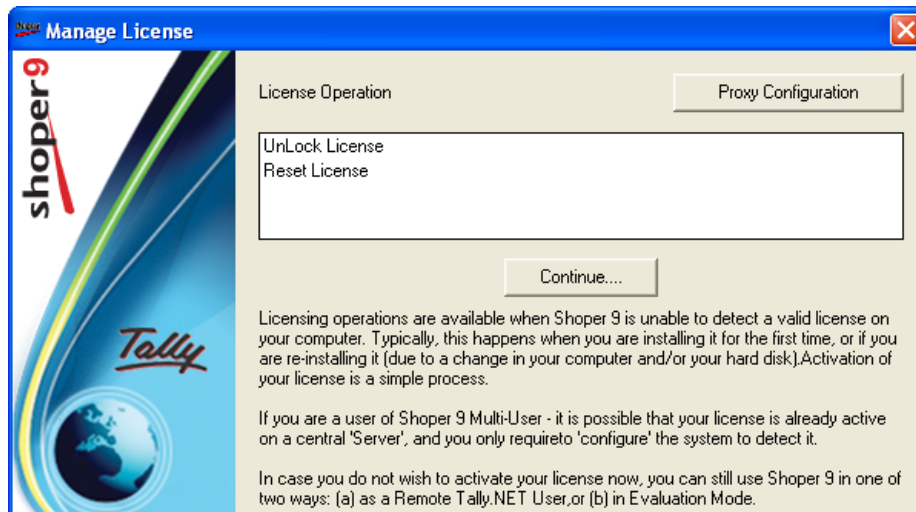 Manage License
shoper9
License Operation
Proxy Configuration
UnLock License
Reset License
Continue....
Licensing operations are available when Shoper 9 is unable to detect a valid license on
your computer. Typically, this happens when you are installing it for the first time, or if you
are re-installing it (due to a change in your computer and/or your hard disk).Activation of
your license is a simple process.
If you are a user of Shoper 9 Multi-User - it is possible that your license is already active
on a central 'Server', and you only requireto 'configure' the system to detect it.
In case you do not wish to activate your license now, you can still use Shoper 9 in one of
two ways: (a) as a Remote Tally.NET User,or (b) in Evaluation Mode.
Tally